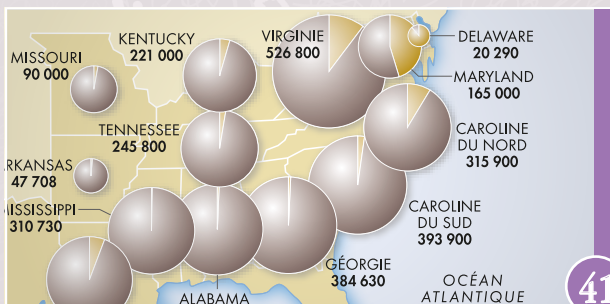 MISSOURI
90 000
KENTUCKY
221 000
VIRGINIE
526 800
DELAWARE
20 290
MARYLAND
165 000
TENNESSEE
245 800
CAROLINE
DU NORD
315 900
RKANSAS
47 708
MISSISSIPPI
310 730
CAROLINE
DU SUD
393 900
GÉORGIE
384 630
ALABAMA
OCÉAN
ATLANTIQUE
41